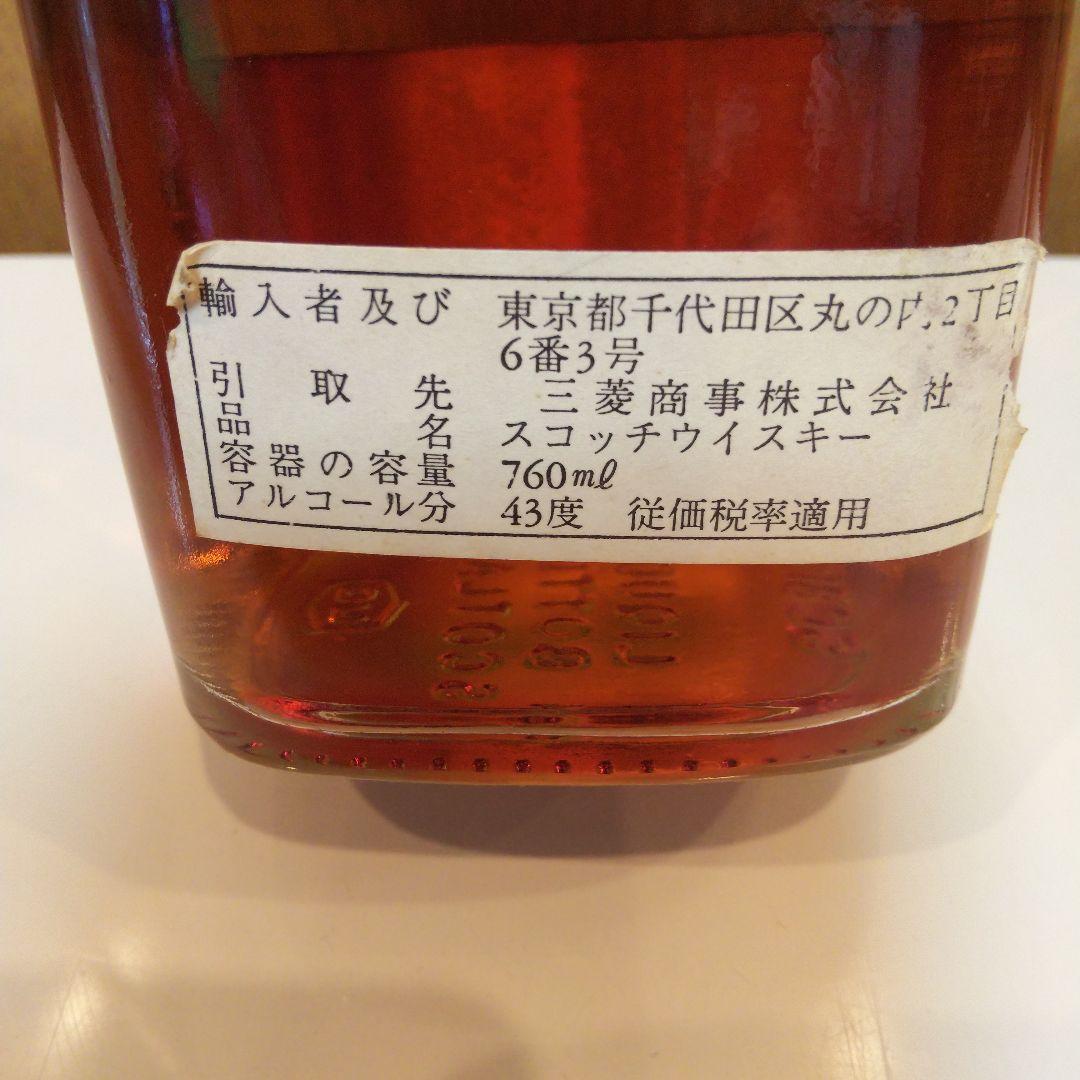 輸入者及び 東京都千代田区丸の内2丁目
6番3号
引取先 三菱商事株式会社
品名 スコッチウイスキー
容器の容量 760ml
アルコール分 43度 従価税率適用